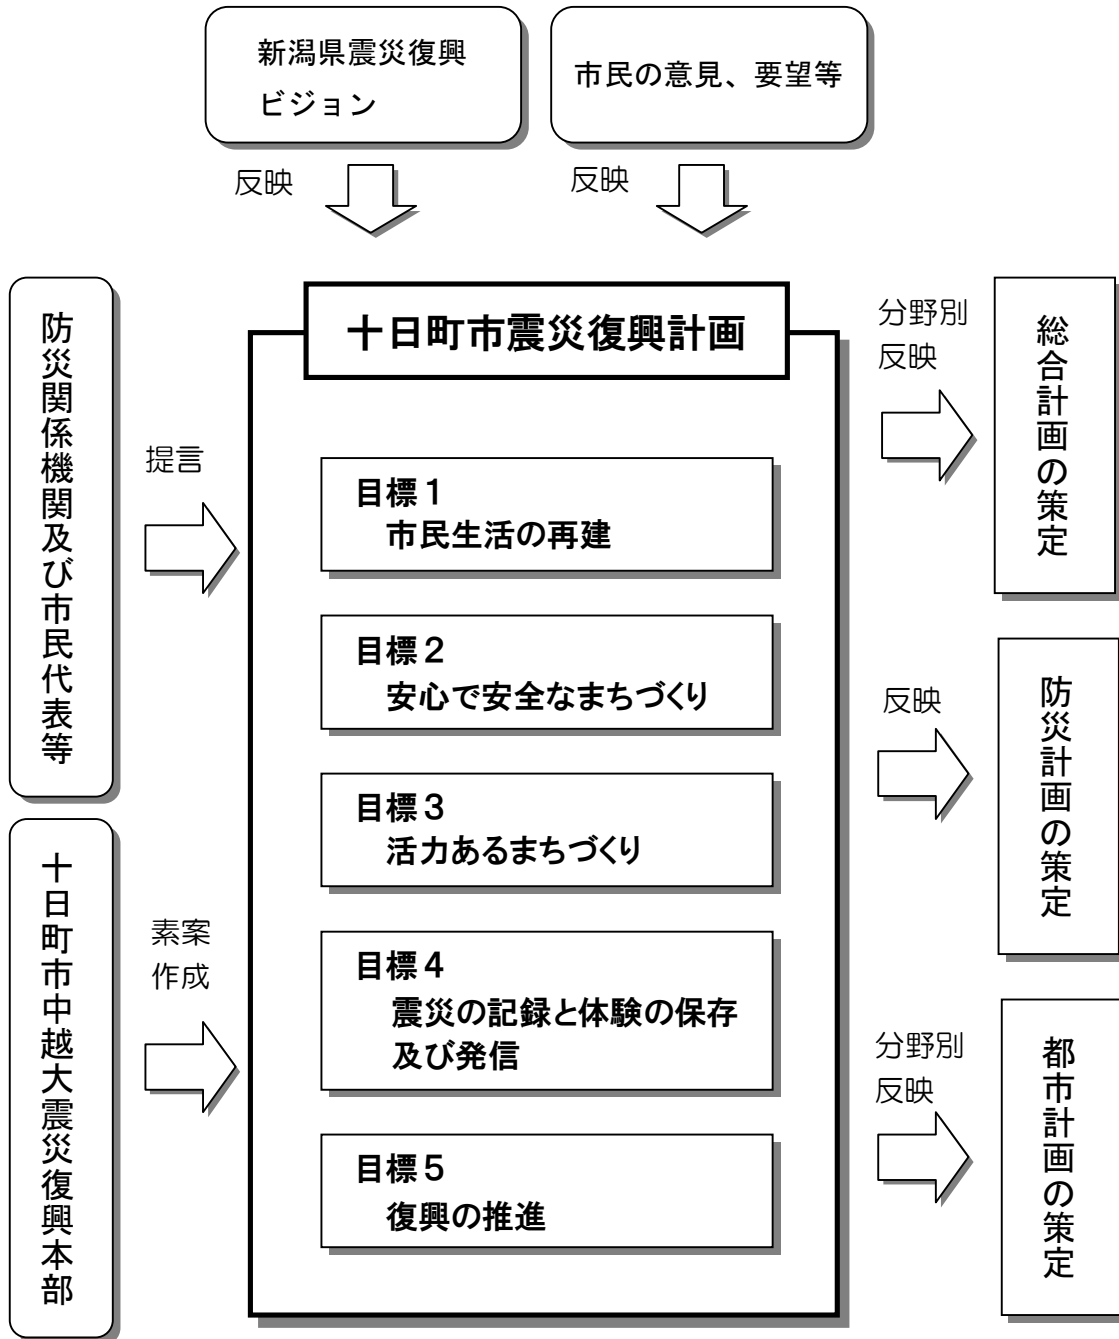 新潟県震災復興
ビジョン
市民の意見、要望等
反映
反映
防災関係機関及び市民代表等
提言
十日町市中越大震災復興本部
素案
作成
十日町市震災復興計画
目標1
市民生活の再建
目標2
安心で安全なまちづくり
目標3
活力あるまちづくり
目標4
震災の記録と体験の保存
及び発信
目標5
復興の推進
分野別
反映
総合計画の策定
反映
防災計画の策定
分野別
反映
都市計画の策定